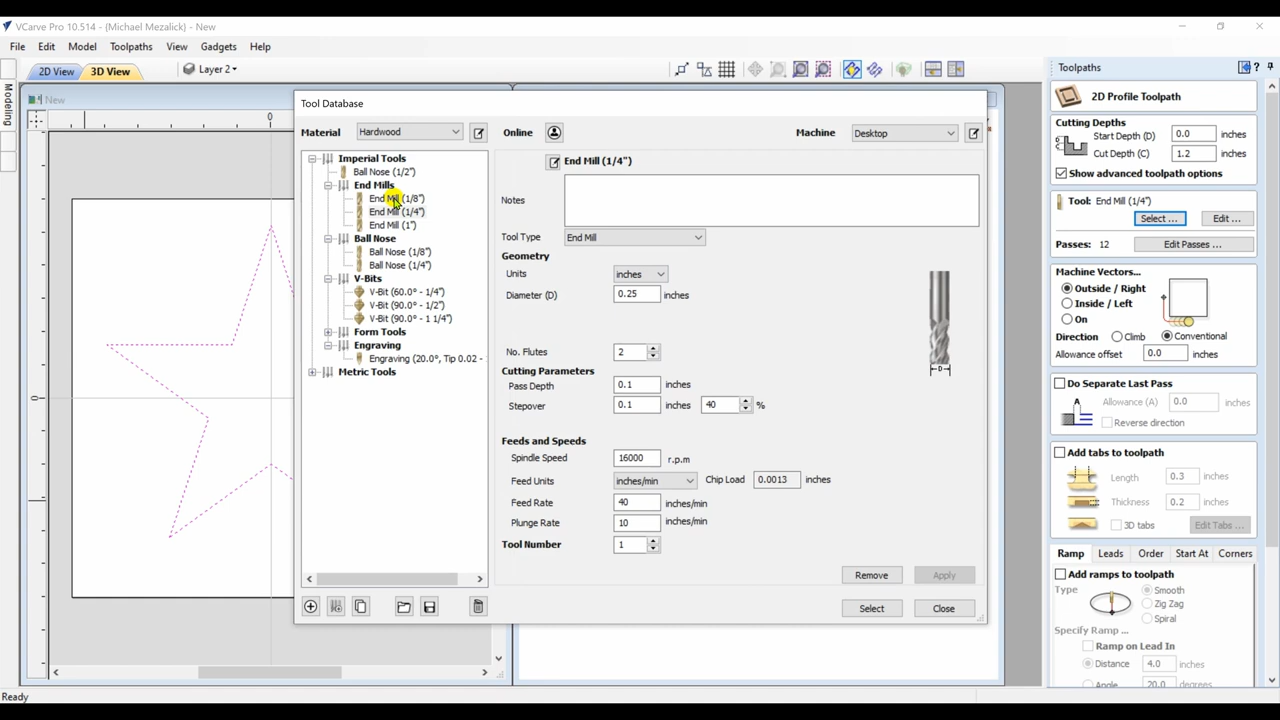 VCarve Pro 10.514 - (Michael Mezalick) - New
File Edit Model Toolpaths View Gadgets Help
2D View 3D View Layer 2
Modeling
New
0
0
Tool Database
Material Hardwood Online Machine Desktop
Imperial Tools
Ball Nose (1/2")
End Mills
End Mill (1/8")
End Mill (1/4")
End Mill (1")
Ball Nose
Ball Nose (1/8")
Ball Nose (1/4")
V-Bits
V-Bit (60.0° - 1/4")
V-Bit (90.0° - 1/2")
V-Bit (90.0° - 1 1/4")
Form Tools
Engraving
Engraving (20.0°, Tip 0.02 -
Metric Tools
End Mill (1/4")
Notes
Tool Type End Mill
Geometry
Units inches
Diameter (D) 0.25 inches
D
No. Flutes 2
Cutting Parameters
Pass Depth 0.1 inches
Stepover 0.1 inches 40 %
Feeds and Speeds
Spindle Speed 16000 r.p.m
Feed Units inches/min Chip Load 0.0013 inches
Feed Rate 40 inches/min
Plunge Rate 10 inches/min
Tool Number 1
Remove Apply
Select Close
Toolpaths
2D Profile Toolpath
Cutting Depths
Start Depth (D) 0.0 inches
Cut Depth (C) 1.2 inches
Show advanced toolpath options
Tool: End Mill (1/4")
Select ... Edit ...
Passes: 12 Edit Passes ...
Machine Vectors...
Outside / Right
Inside / Left
On
Direction Climb Conventional
Allowance offset 0.0 inches
Do Separate Last Pass
A Allowance (A) 0.0 inches
Reverse direction
Add tabs to toolpath
Length 0.3 inches
Thickness 0.2 inches
3D tabs Edit Tabs ...
Ramp Leads Order Start At Corners
Add ramps to toolpath
Type Smooth
Zig Zag
Spiral
Specify Ramp ...
Ramp on Lead In
Distance 4.0 inches
Angle 20.0 degrees
Ready